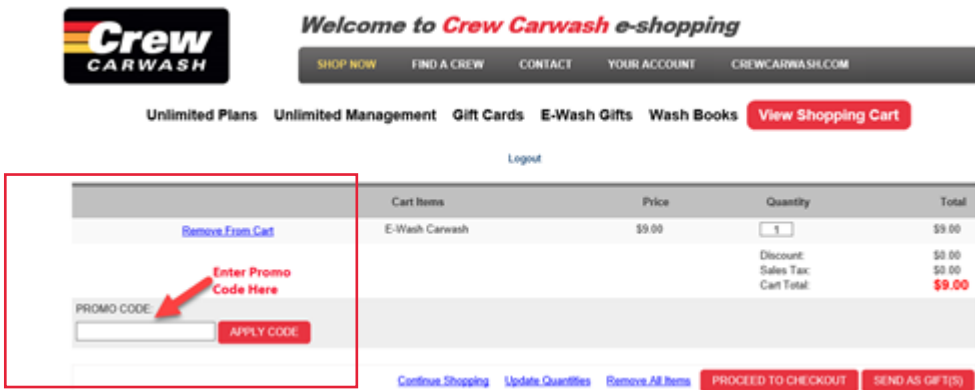 Crew
CARWASH
Welcome to Crew Carwash e-shopping
SHOP NOW FIND A CREW CONTACT YOUR ACCOUNT CREWCARWASH.COM
Unlimited Plans Unlimited Management Gift Cards E-Wash Gifts Wash Books View Shopping Cart
Logout
Cart Items Price Quantity Total
Remove From Cart E-Wash Carwash $9.00 1 $9.00
Discount: $0.00
Sales Tax: $0.00
Cart Total: $9.00
Enter Promo
Code Here
PROMO CODE:
APPLY CODE
Continue Shopping Update Quantities Remove All Items PROCEED TO CHECKOUT SEND AS GIFT(S)